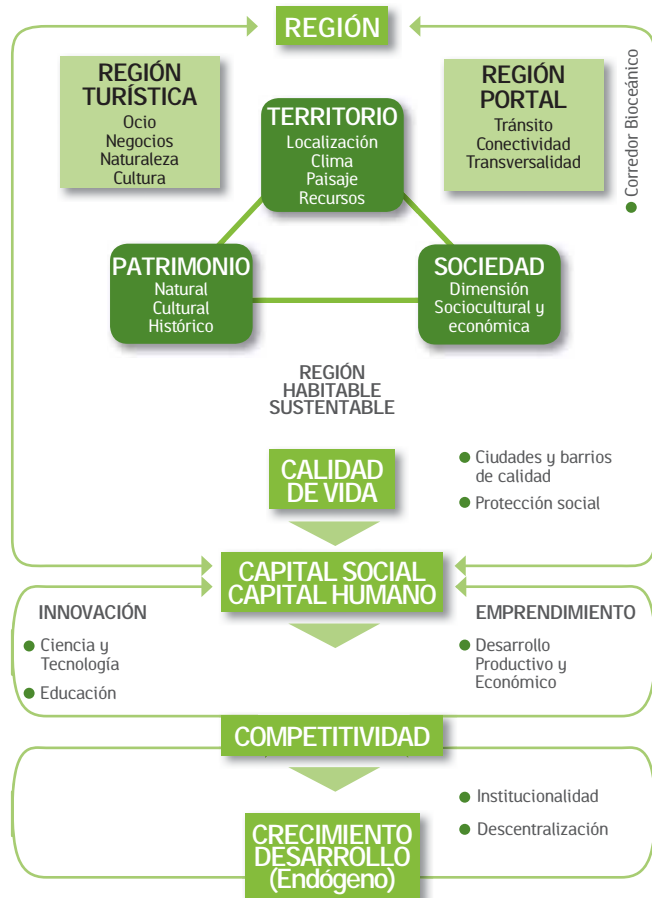 REGIÓN
REGIÓN
TURÍSTICA
Ocio
Negocios
Naturaleza
Cultura
TERRITORIO
Localización
Clima
Paisaje
Recursos
REGIÓN
PORTAL
Tránsito
Conectividad
Transversalidad
Corredor Bioceánico
PATRIMONIO
Natural
Cultural
Histórico
SOCIEDAD
Dimensión
Sociocultural y
económica
REGIÓN
HABITABLE
SUSTENTABLE
CALIDAD
DE VIDA
Ciudades y barrios
de calidad
Protección social
CAPITAL SOCIAL
CAPITAL HUMANO
INNOVACIÓN
Ciencia y
Tecnología
Educación
EMPRENDIMIENTO
Desarrollo
Productivo y
Económico
COMPETITIVIDAD
Institucionalidad
Descentralización
CRECIMIENTO
DESARROLLO
(Endógeno)